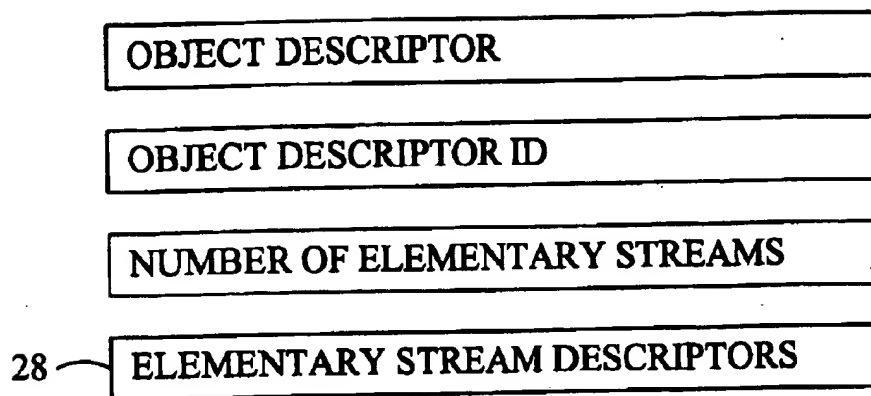 OBJECT DESCRIPTOR
OBJECT DESCRIPTOR ID
NUMBER OF ELEMENTARY STREAMS
28 ELEMENTARY STREAM DESCRIPTORS